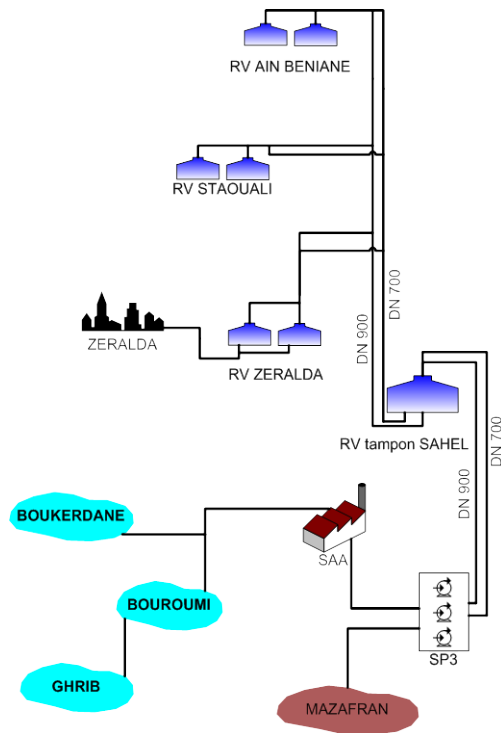 RV AIN BENIANE
RV STAOUALI
DN 700
DN 900
ZERALDA
RV ZERALDA
RV tampon SAHEL
DN 700
DN 900
BOUKERDANE
SAA
BOUROUMI
SP3
GHRIB
MAZAFRAN